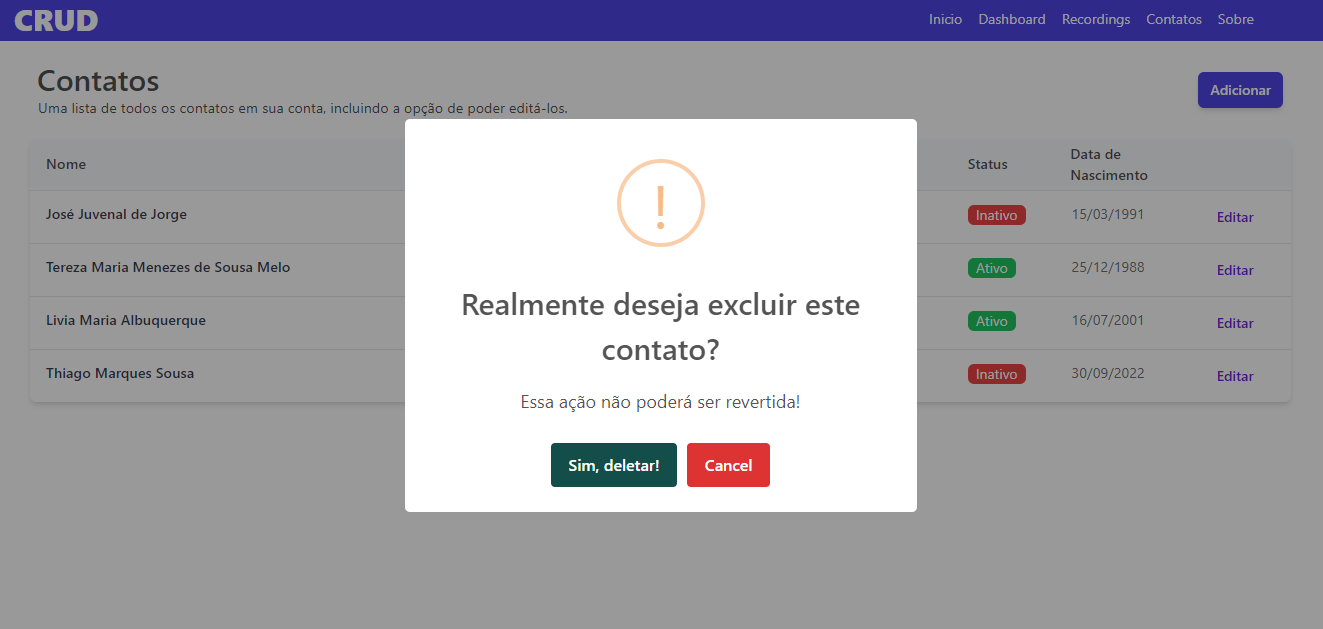 CRUD
Inicio Dashboard Recordings Contatos Sobre
Contatos
Uma lista de todos os contatos em sua conta, incluindo a opção de poder editá-los.
Adicionar
Nome Status Data de
Nascimento
José Juvenal de Jorge Inativo 15/03/1991 Editar
Tereza Maria Menezes de Sousa Melo Ativo 25/12/1988 Editar
Livia Maria Albuquerque Ativo 16/07/2001 Editar
Thiago Marques Sousa Inativo 30/09/2022 Editar
!
Realmente deseja excluir este
contato?
Essa ação não poderá ser revertida!
Sim, deletar! Cancel